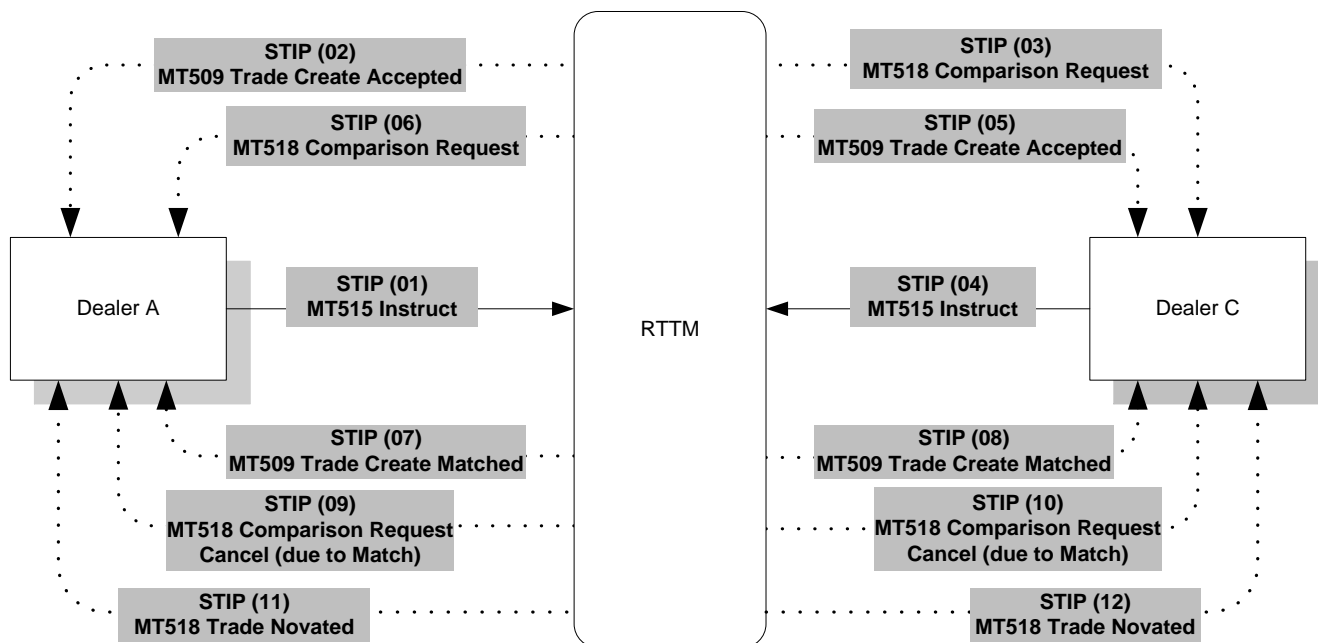 STIP (02)
MT509 Trade Create Accepted
STIP (03)
MT518 Comparison Request
STIP (06)
MT518 Comparison Request
STIP (05)
MT509 Trade Create Accepted
Dealer A
STIP (01)
MT515 Instruct
RTTM
STIP (04)
MT515 Instruct
Dealer C
STIP (07)
MT509 Trade Create Matched
STIP (08)
MT509 Trade Create Matched
STIP (09)
MT518 Comparison Request
Cancel (due to Match)
STIP (10)
MT518 Comparison Request
Cancel (due to Match)
STIP (11)
MT518 Trade Novated
STIP (12)
MT518 Trade Novated